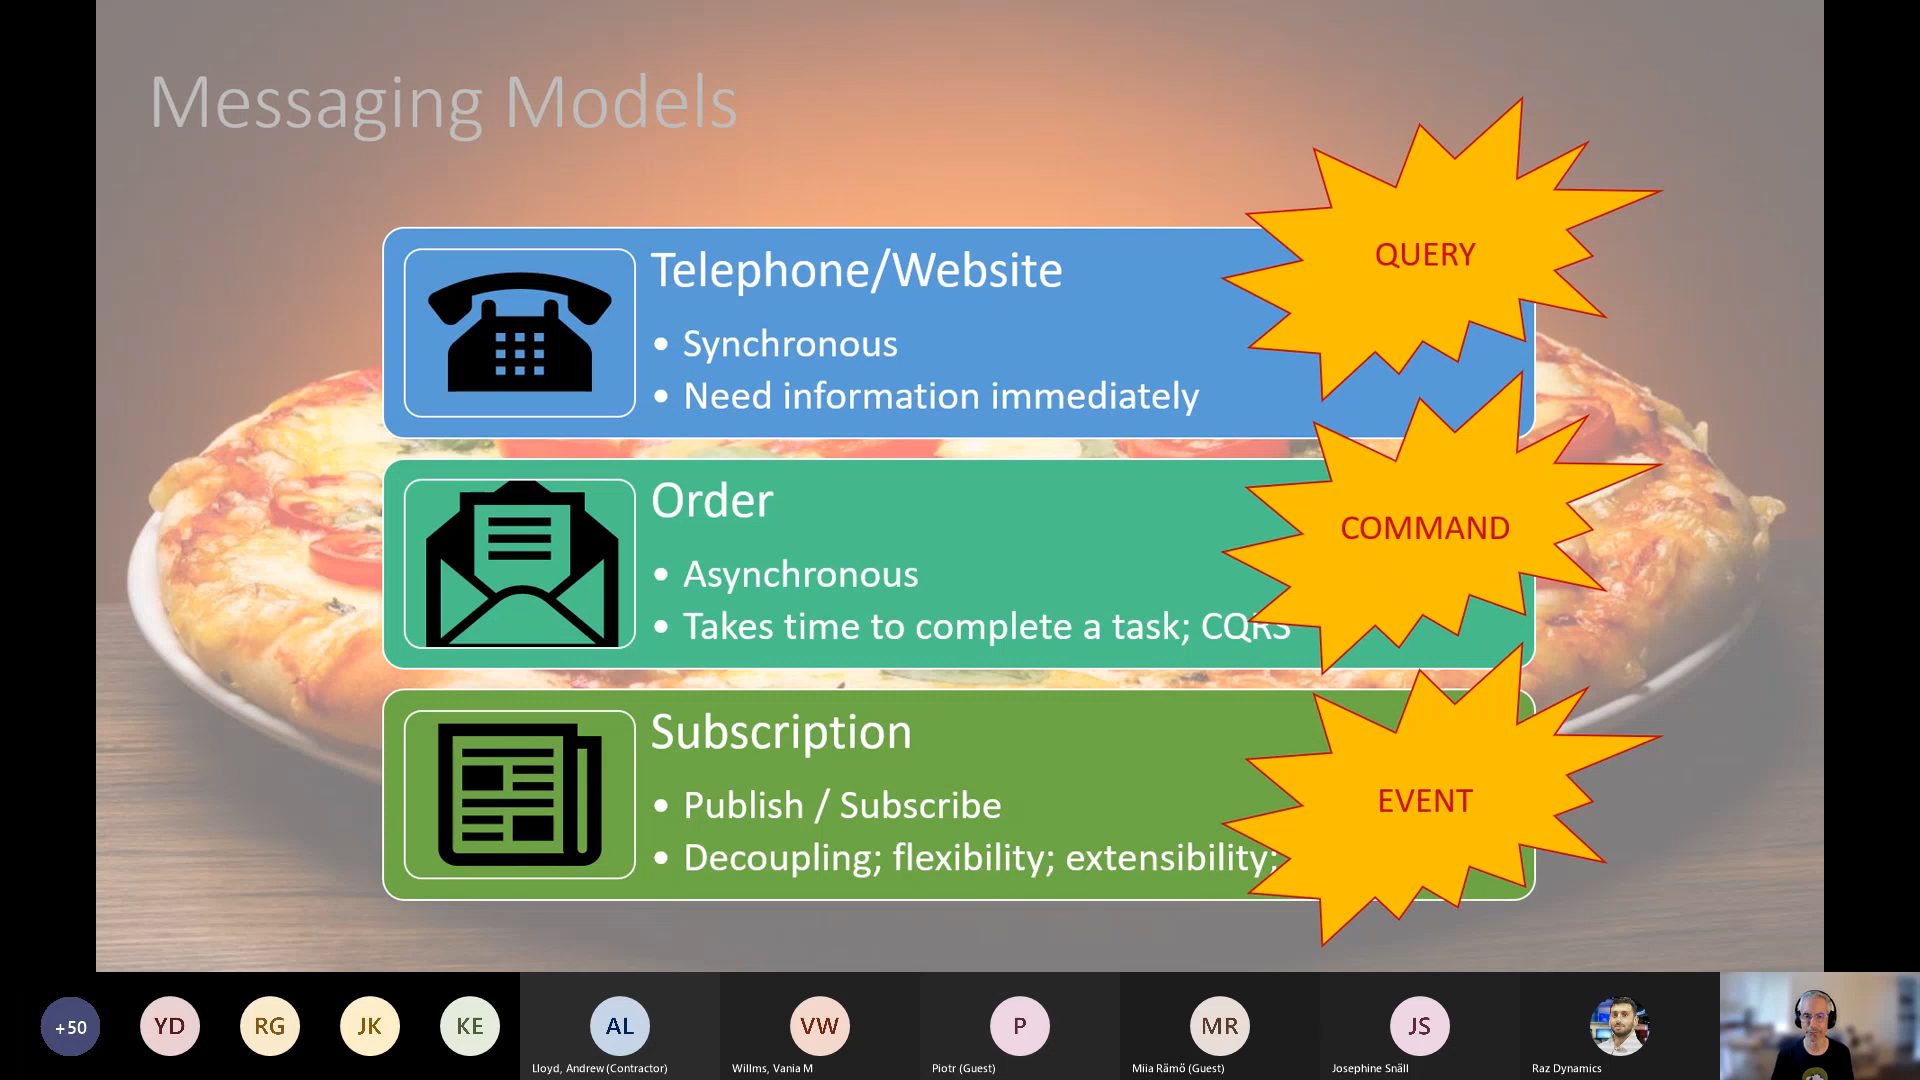 Messaging Models
QUERY
Telephone/Website
• Synchronous
• Need information immediately
COMMAND
Order
• Asynchronous
• Takes time to complete a task; CQRS
EVENT
Subscription
• Publish / Subscribe
• Decoupling; flexibility; extensibility;
+50
YD
RG
JK
KE
AL
VW
P
MR
JS
Lloyd, Andrew (Contractor)
Willms, Vania M
Piotr (Guest)
Miia Rämö (Guest)
Josephine Snäll
Raz Dynamics